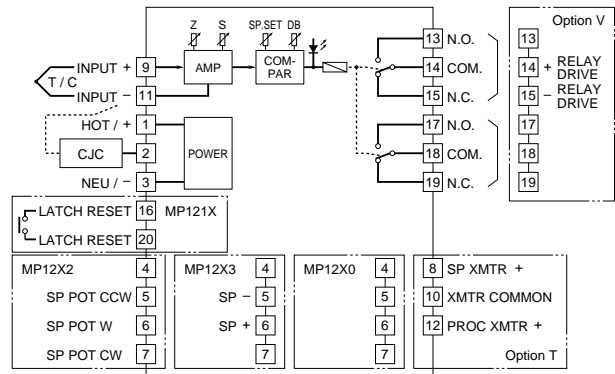 Z S SP.SET DB
Option V
INPUT + 9 AMP COM-PAR
T / C
INPUT − 11
HOT / + 1
CJC 2 POWER
NEU / − 3
13 N.O.
14 COM.
15 N.C.
17 N.O.
18 COM.
19 N.C.
13
14 + RELAY DRIVE
15 − RELAY DRIVE
17
18
19
LATCH RESET 16 MP121X
LATCH RESET 20
MP12X2 4
SP POT CCW 5
SP POT W 6
SP POT CW 7
MP12X3 4
SP − 5
SP + 6
7
MP12X0 4
5
6
7
8 SP XMTR +
10 XMTR COMMON
12 PROC XMTR +
Option T